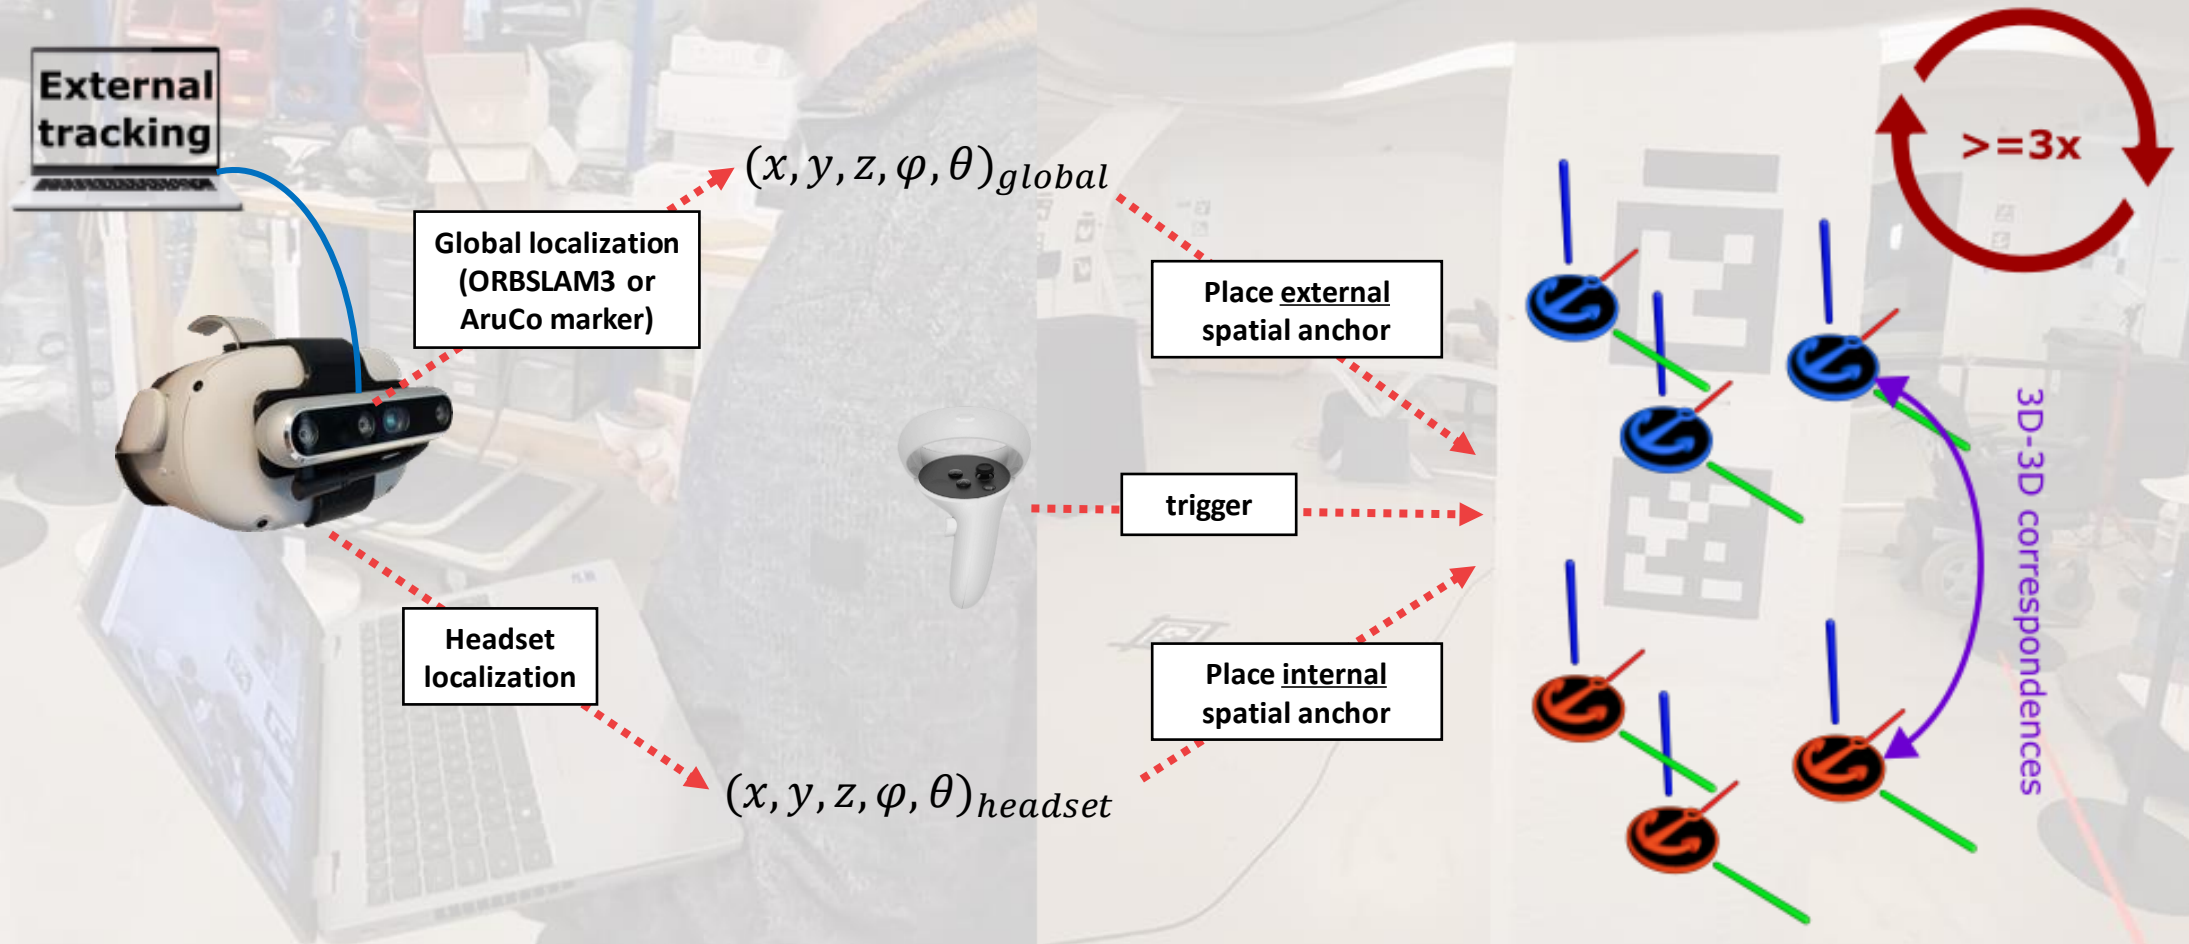 External
tracking
Global localization
(ORBSLAM3 or
AruCo marker)
(x, y, z, φ, θ)global
Place external
spatial anchor
>=3x
trigger
3D-3D correspondences
Headset
localization
Place internal
spatial anchor
(x, y, z, φ, θ)headset